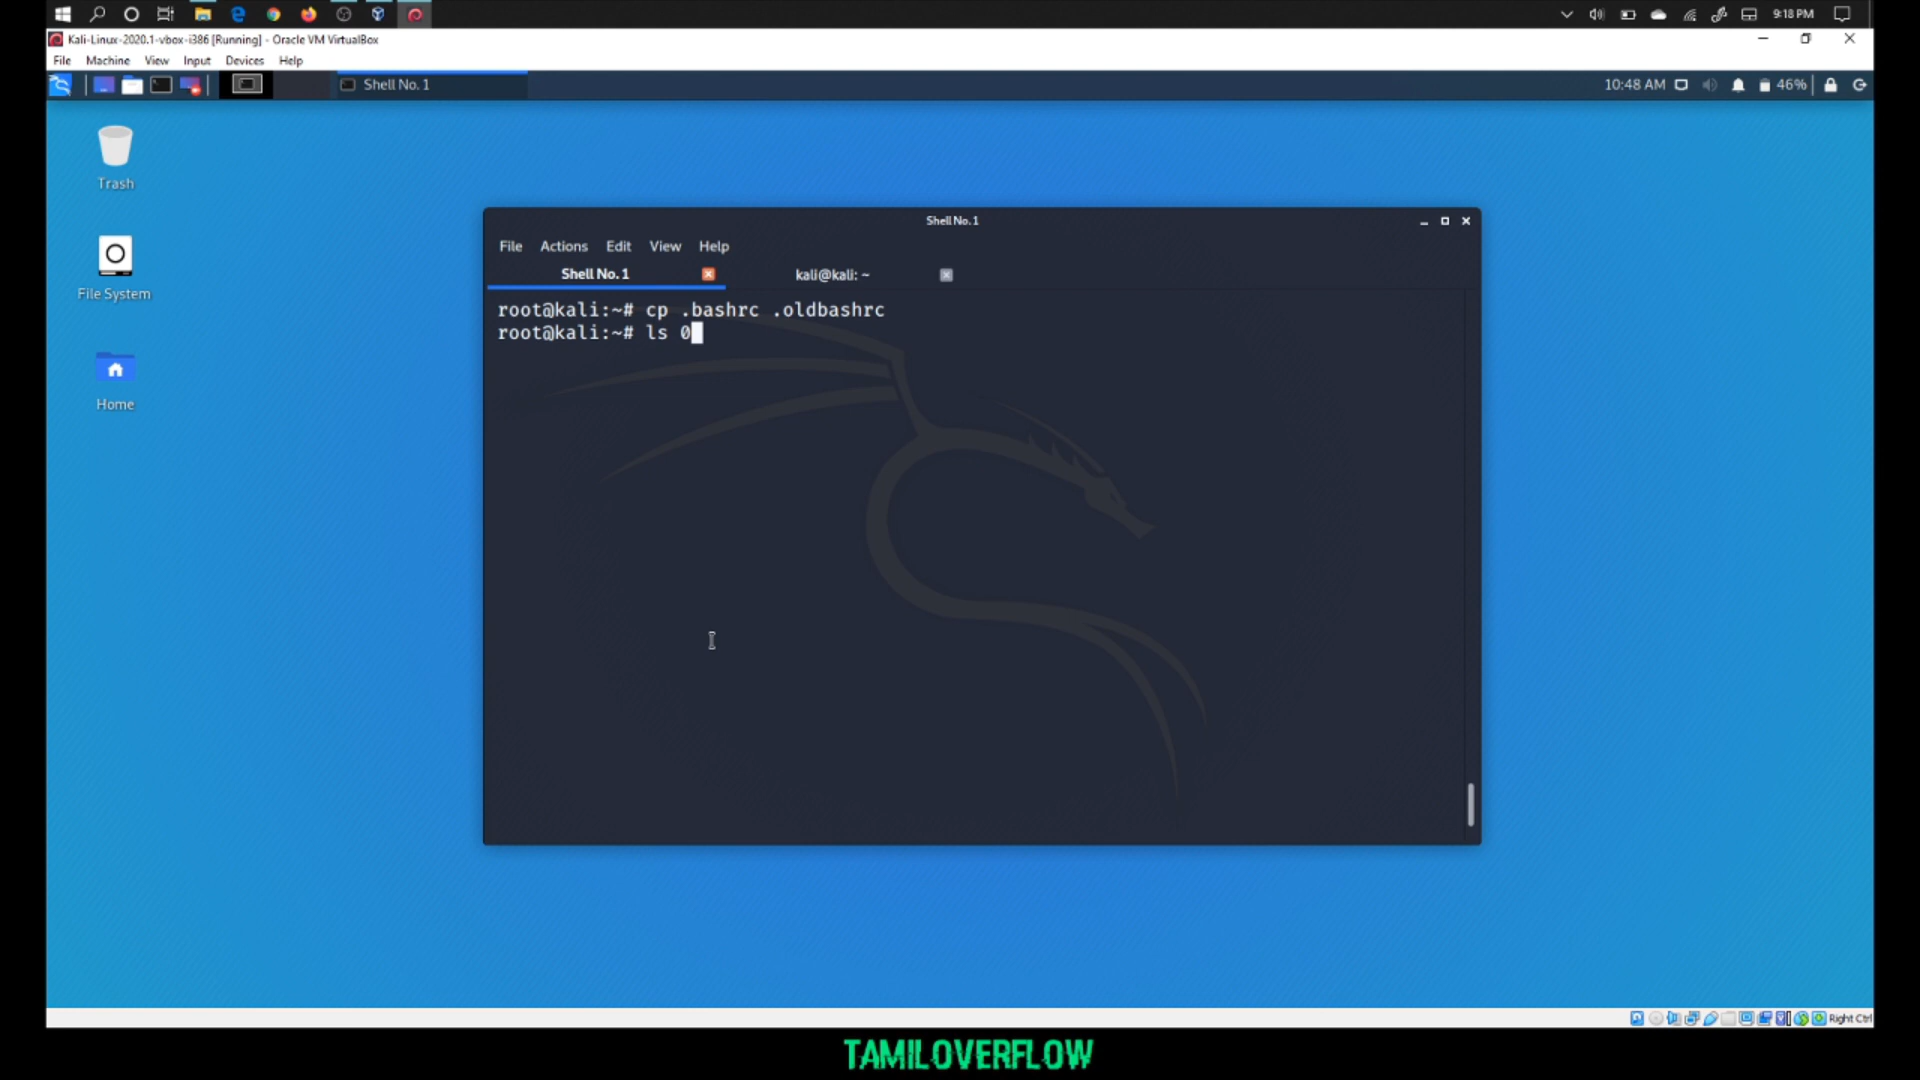 9:18 PM
Kali-Linux-2020.1-vbox-i386 [Running] - Oracle VM VirtualBox
File Machine View Input Devices Help
Shell No. 1
10:48 AM
46%
Trash
File System
Home
Shell No. 1
File Actions Edit View Help
Shell No. 1
kali@kali: ~
root@kali:~# cp .bashrc .oldbashrc
root@kali:~# ls 0
Right Ctrl
TAMILOVERFLOW